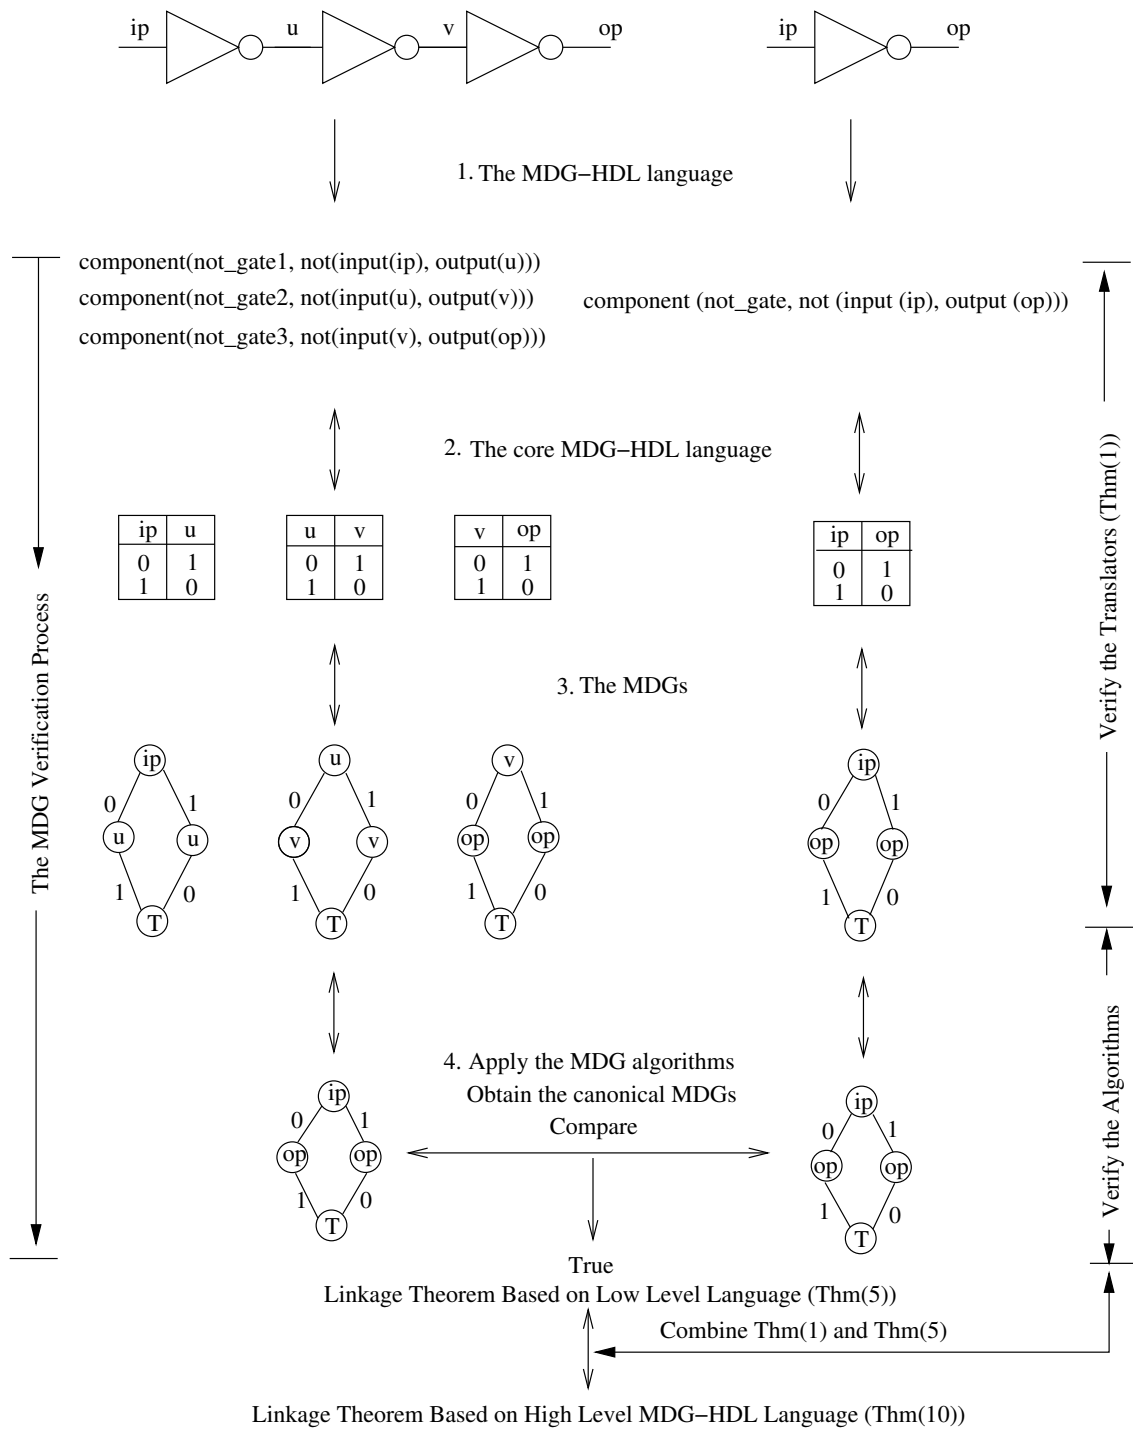 ip u v op ip op
1. The MDG−HDL language
component(not_gate1, not(input(ip), output(u)))
component(not_gate2, not(input(u), output(v)))
component(not_gate3, not(input(v), output(op)))
component (not_gate, not (input (ip), output (op)))
2. The core MDG−HDL language
ip u
0 1
1 0
u v
0 1
1 0
v op
0 1
1 0
ip op
0 1
1 0
3. The MDGs
ip
0 1
u u
1 0
T
u
0 1
v v
1 0
T
v
0 1
op op
1 0
T
ip
0 1
op op
1 0
T
4. Apply the MDG algorithms
Obtain the canonical MDGs
Compare
ip
0 1
op op
1 0
T
ip
0 1
op op
1 0
T
True
Linkage Theorem Based on Low Level Language (Thm(5))
Combine Thm(1) and Thm(5)
Linkage Theorem Based on High Level MDG−HDL Language (Thm(10))
The MDG Verification Process
Verify the Translators (Thm(1))
Verify the Algorithms